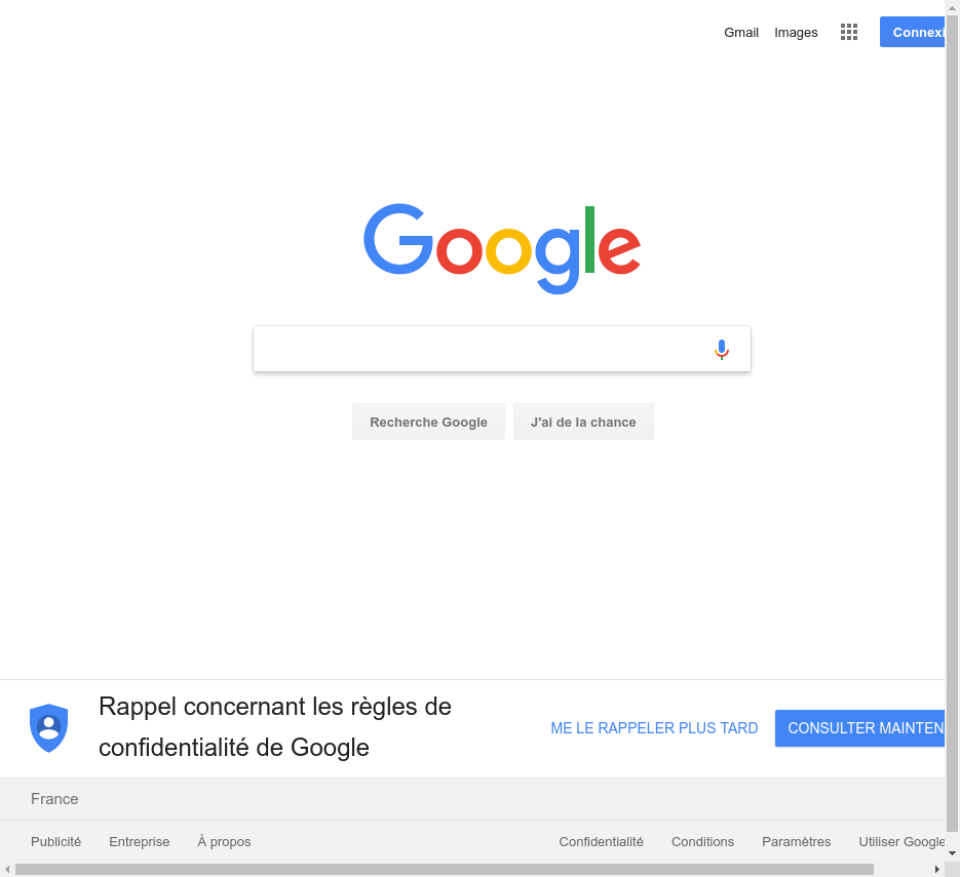 Gmail Images Connexi
Google
Recherche Google J'ai de la chance
Rappel concernant les règles de
confidentialité de Google
ME LE RAPPELER PLUS TARD CONSULTER MAINTEN
France
Publicité Entreprise À propos Confidentialité Conditions Paramètres Utiliser Google